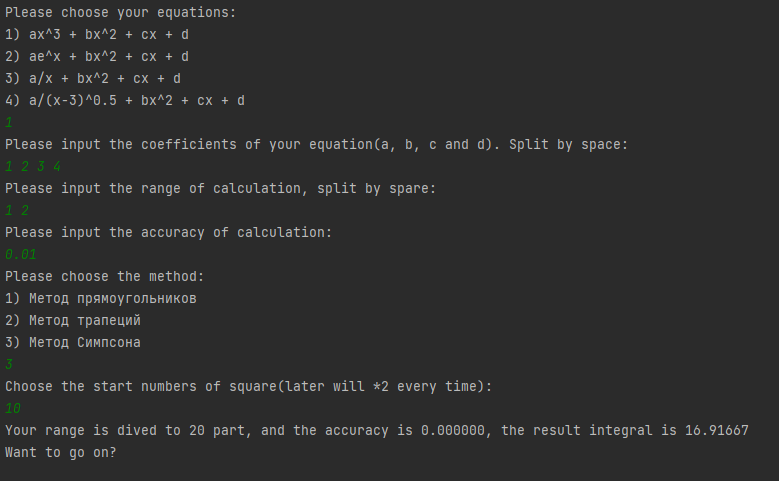 Please choose your equations:
1) ax^3 + bx^2 + cx + d
2) ae^x + bx^2 + cx + d
3) a/x + bx^2 + cx + d
4) a/(x-3)^0.5 + bx^2 + cx + d
1
Please input the coefficients of your equation(a, b, c and d). Split by space:
1 2 3 4
Please input the range of calculation, split by spare:
1 2
Please input the accuracy of calculation:
0.01
Please choose the method:
1) Метод прямоугольников
2) Метод трапеций
3) Метод Симпсона
3
Choose the start numbers of square(later will *2 every time):
10
Your range is dived to 20 part, and the accuracy is 0.000000, the result integral is 16.91667
Want to go on?